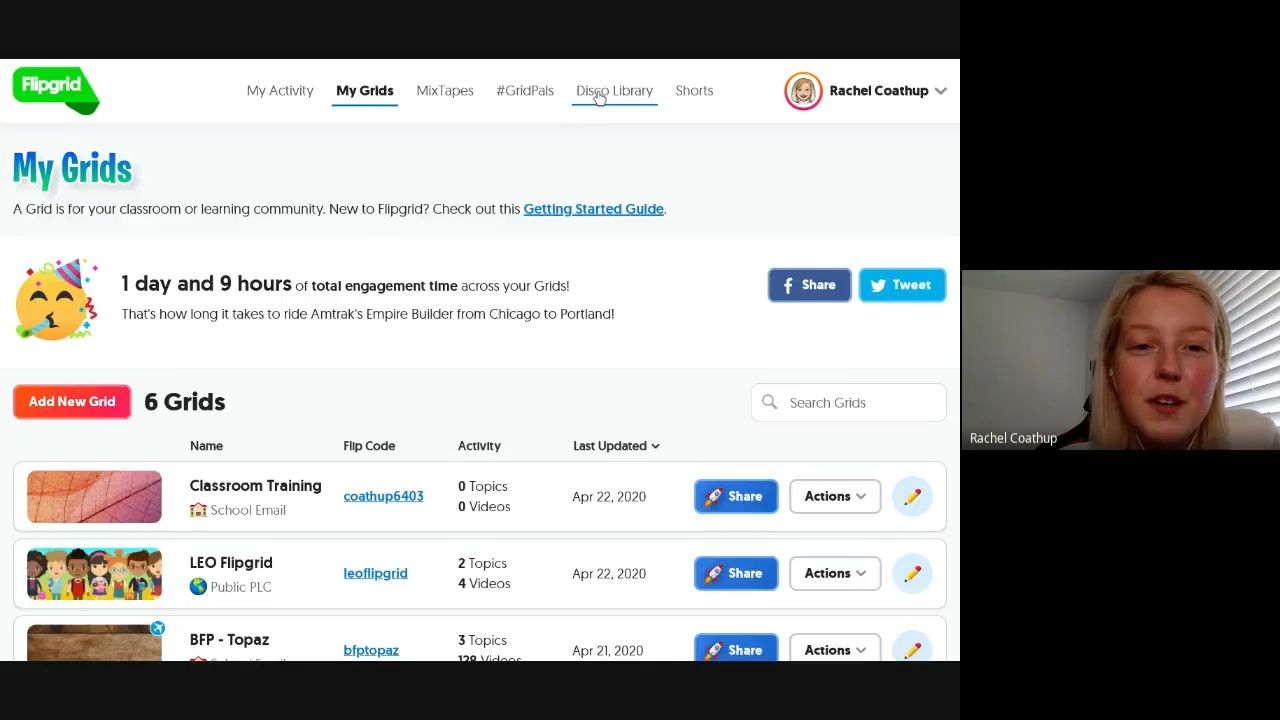 Flipgrid
My Activity
My Grids
MixTapes
#GridPals
Disco Library
Shorts
Rachel Coathup
My Grids
A Grid is for your classroom or learning community. New to Flipgrid? Check out this Getting Started Guide.
1 day and 9 hours of total engagement time across your Grids!
That's how long it takes to ride Amtrak's Empire Builder from Chicago to Portland!
Share
Tweet
Add New Grid
6 Grids
Search Grids
Name
Flip Code
Activity
Last Updated
Classroom Training
School Email
coathup6403
0 Topics
0 Videos
Apr 22, 2020
Share
Actions
LEO Flipgrid
Public PLC
leoflipgrid
2 Topics
4 Videos
Apr 22, 2020
Share
Actions
BFP - Topaz
School Email
bfptopaz
3 Topics
128 Videos
Apr 21, 2020
Share
Actions
Rachel Coathup